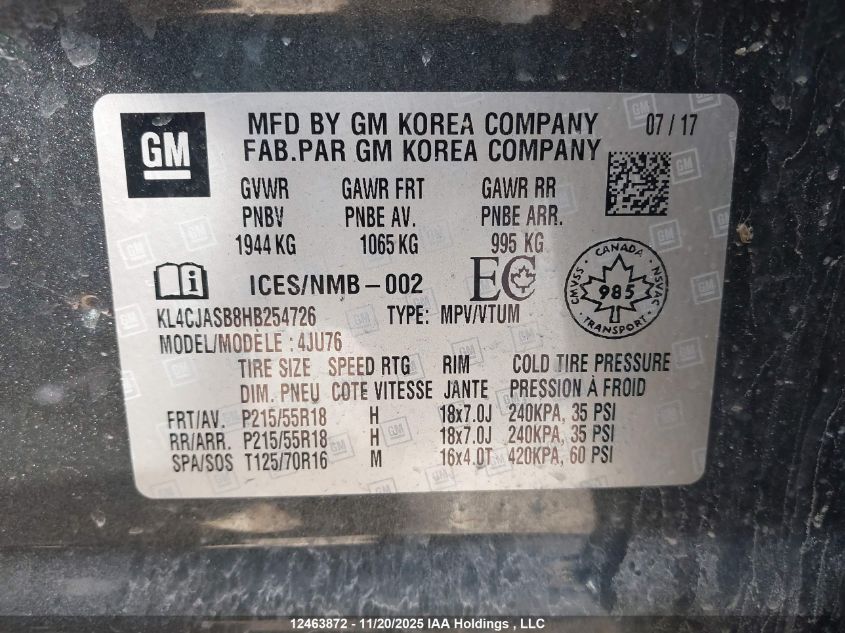 GM
MFD BY GM KOREA COMPANY 07 / 17
FAB.PAR GM KOREA COMPANY
GVWR GAWR FRT GAWR RR
PNBV PNBE AV. PNBE ARR.
1944 KG 1065 KG 995 KG
ICES/NMB-002 EC
CANADA
CMVSS 985 NSVAC
TRANSPORT
KL4CJASB8HB254726 TYPE: MPV/VTUM
MODEL/MODÈLE : 4JU76
TIRE SIZE SPEED RTG RIM COLD TIRE PRESSURE
DIM. PNEU COTE VITESSE JANTE PRESSION À FROID
FRT/AV. P215/55R18 H 18x7.0J 240KPA, 35 PSI
RR/ARR. P215/55R18 H 18x7.0J 240KPA, 35 PSI
SPA/SOS T125/70R16 M 16x4.0T 420KPA, 60 PSI
12463872 - 11/20/2025 IAA Holdings , LLC